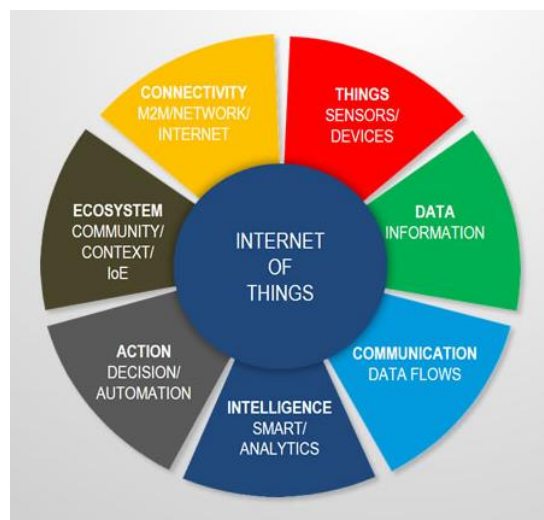 CONNECTIVITY
M2M/NETWORK/
INTERNET
THINGS
SENSORS/
DEVICES
DATA
INFORMATION
COMMUNICATION
DATA FLOWS
INTELLIGENCE
SMART/
ANALYTICS
ACTION
DECISION/
AUTOMATION
ECOSYSTEM
COMMUNITY/
CONTEXT/
IoE
INTERNET
OF
THINGS